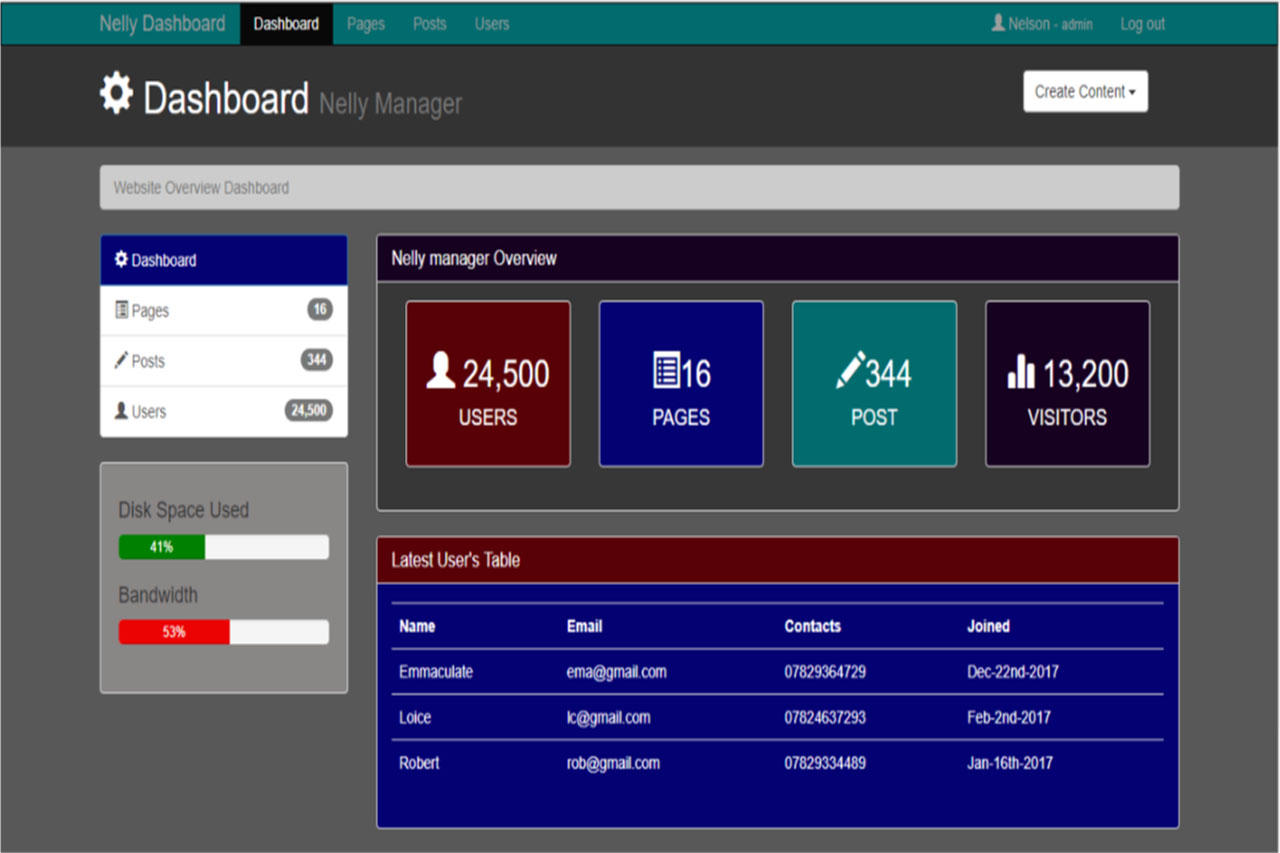 Nelly Dashboard Dashboard Pages Posts Users Nelson - admin Log out
Dashboard Nelly Manager
Create Content
Website Overview Dashboard
Dashboard
Pages 16
Posts 344
Users 24,500
Disk Space Used
41%
Bandwidth
53%
Nelly manager Overview
24,500
USERS
16
PAGES
344
POST
13,200
VISITORS
Latest User's Table
Name Email Contacts Joined
Emmaculate ema@gmail.com 07829364729 Dec-22nd-2017
Loice lc@gmail.com 07824637293 Feb-2nd-2017
Robert rob@gmail.com 07829334489 Jan-16th-2017